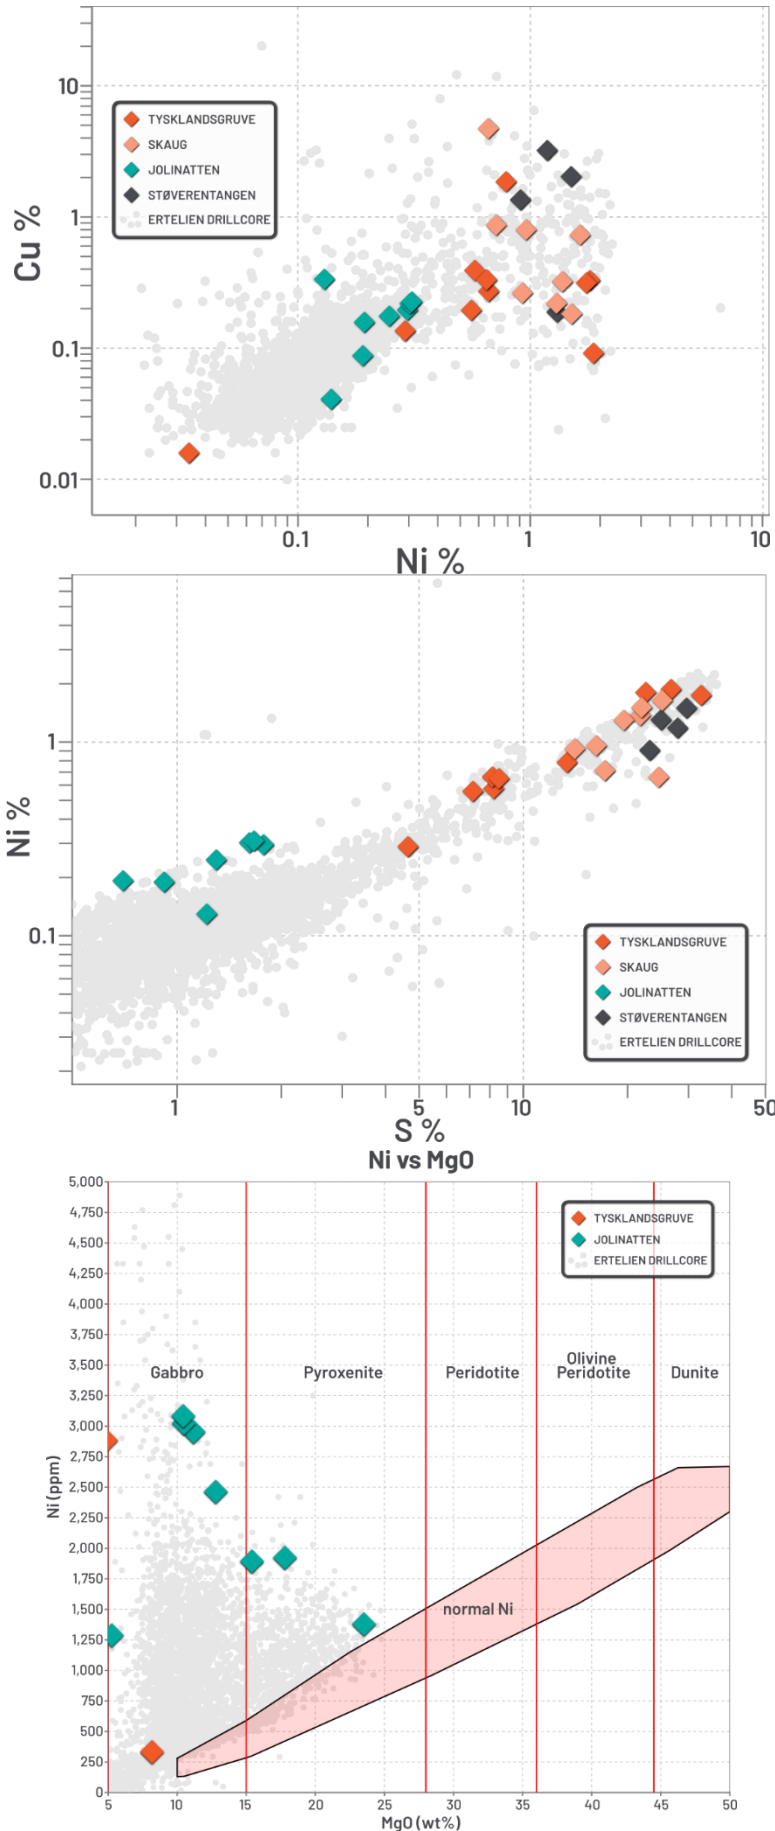 10
1
0.1
0.01
Cu %
TYSKLANDSGRUVE
SKAUG
JOLINATTEN
STØVERENTANGEN
ERTELIEN DRILLCORE
0.1 1 10
Ni %
1
0.1
Ni %
TYSKLANDSGRUVE
SKAUG
JOLINATTEN
STØVERENTANGEN
ERTELIEN DRILLCORE
1 5 10 50
S %
Ni vs MgO
5,000
4,750
4,500
4,250
4,000
3,750
3,500
3,250
3,000
2,750
2,500
2,250
2,000
1,750
1,500
1,250
1,000
750
500
250
0
Ni (ppm)
TYSKLANDSGRUVE
JOLINATTEN
ERTELIEN DRILLCORE
Gabbro Pyroxenite Peridotite Olivine Peridotite Dunite
normal Ni
5 10 15 20 25 30 35 40 45 50
MgO (wt%)